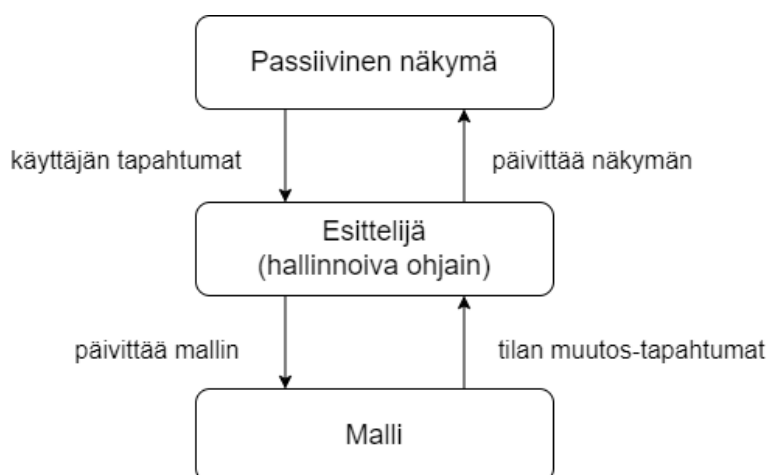 Passiivinen näkymä
käyttäjän tapahtumat
päivittää näkymän
Esittelijä
(hallinnoiva ohjain)
päivittää mallin
tilan muutos-tapahtumat
Malli